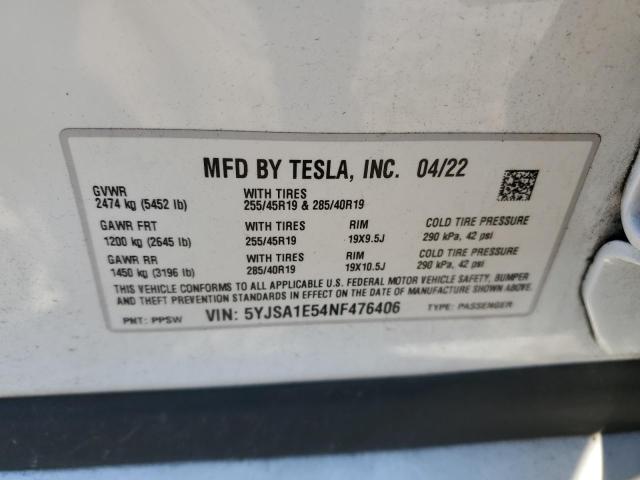 MFD BY TESLA, INC. 04/22
GVWR
2474 kg (5452 lb)
WITH TIRES
255/45R19 & 285/40R19
GAWR FRT
1200 kg (2645 lb)
WITH TIRES
255/45R19
RIM
19X9.5J
COLD TIRE PRESSURE
290 kPa, 42 psi
GAWR RR
1450 kg (3196 lb)
WITH TIRES
285/40R19
RIM
19X10.5J
COLD TIRE PRESSURE
290 kPa, 42 psi
THIS VEHICLE CONFORMS TO ALL APPLICABLE U.S. FEDERAL MOTOR VEHICLE SAFETY, BUMPER
AND THEFT PREVENTION STANDARDS IN EFFECT ON THE DATE OF MANUFACTURE SHOWN ABOVE.
PMT: PPSW VIN: 5YJSA1E54NF476406 TYPE: PASSENGER